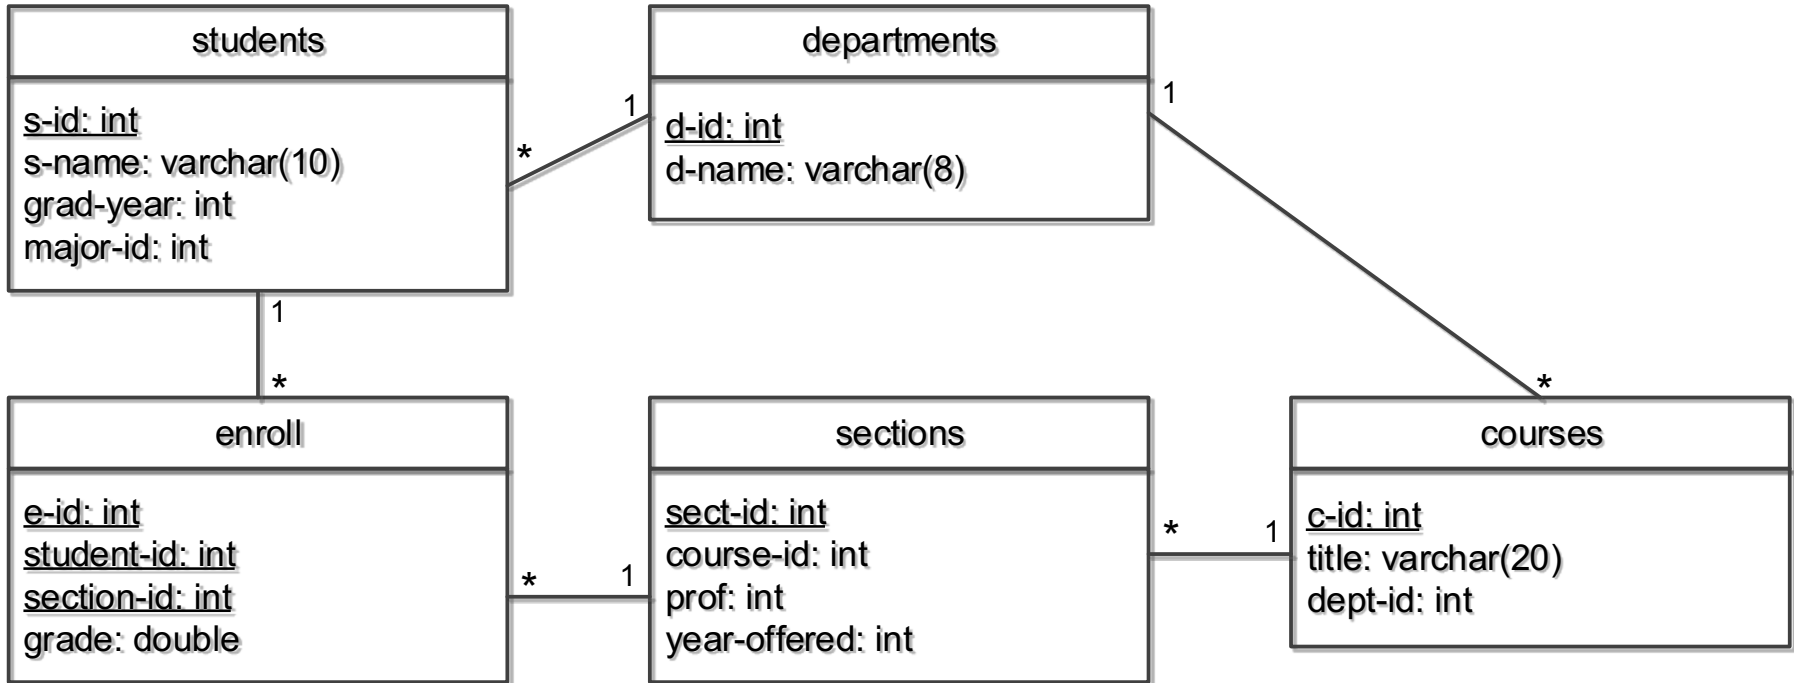 students
s-id: int
s-name: varchar(10)
grad-year: int
major-id: int
departments
d-id: int
d-name: varchar(8)
*
1
1
*
1
*
enroll
e-id: int
student-id: int
section-id: int
grade: double
*
1
sections
sect-id: int
course-id: int
prof: int
year-offered: int
*
1
courses
c-id: int
title: varchar(20)
dept-id: int